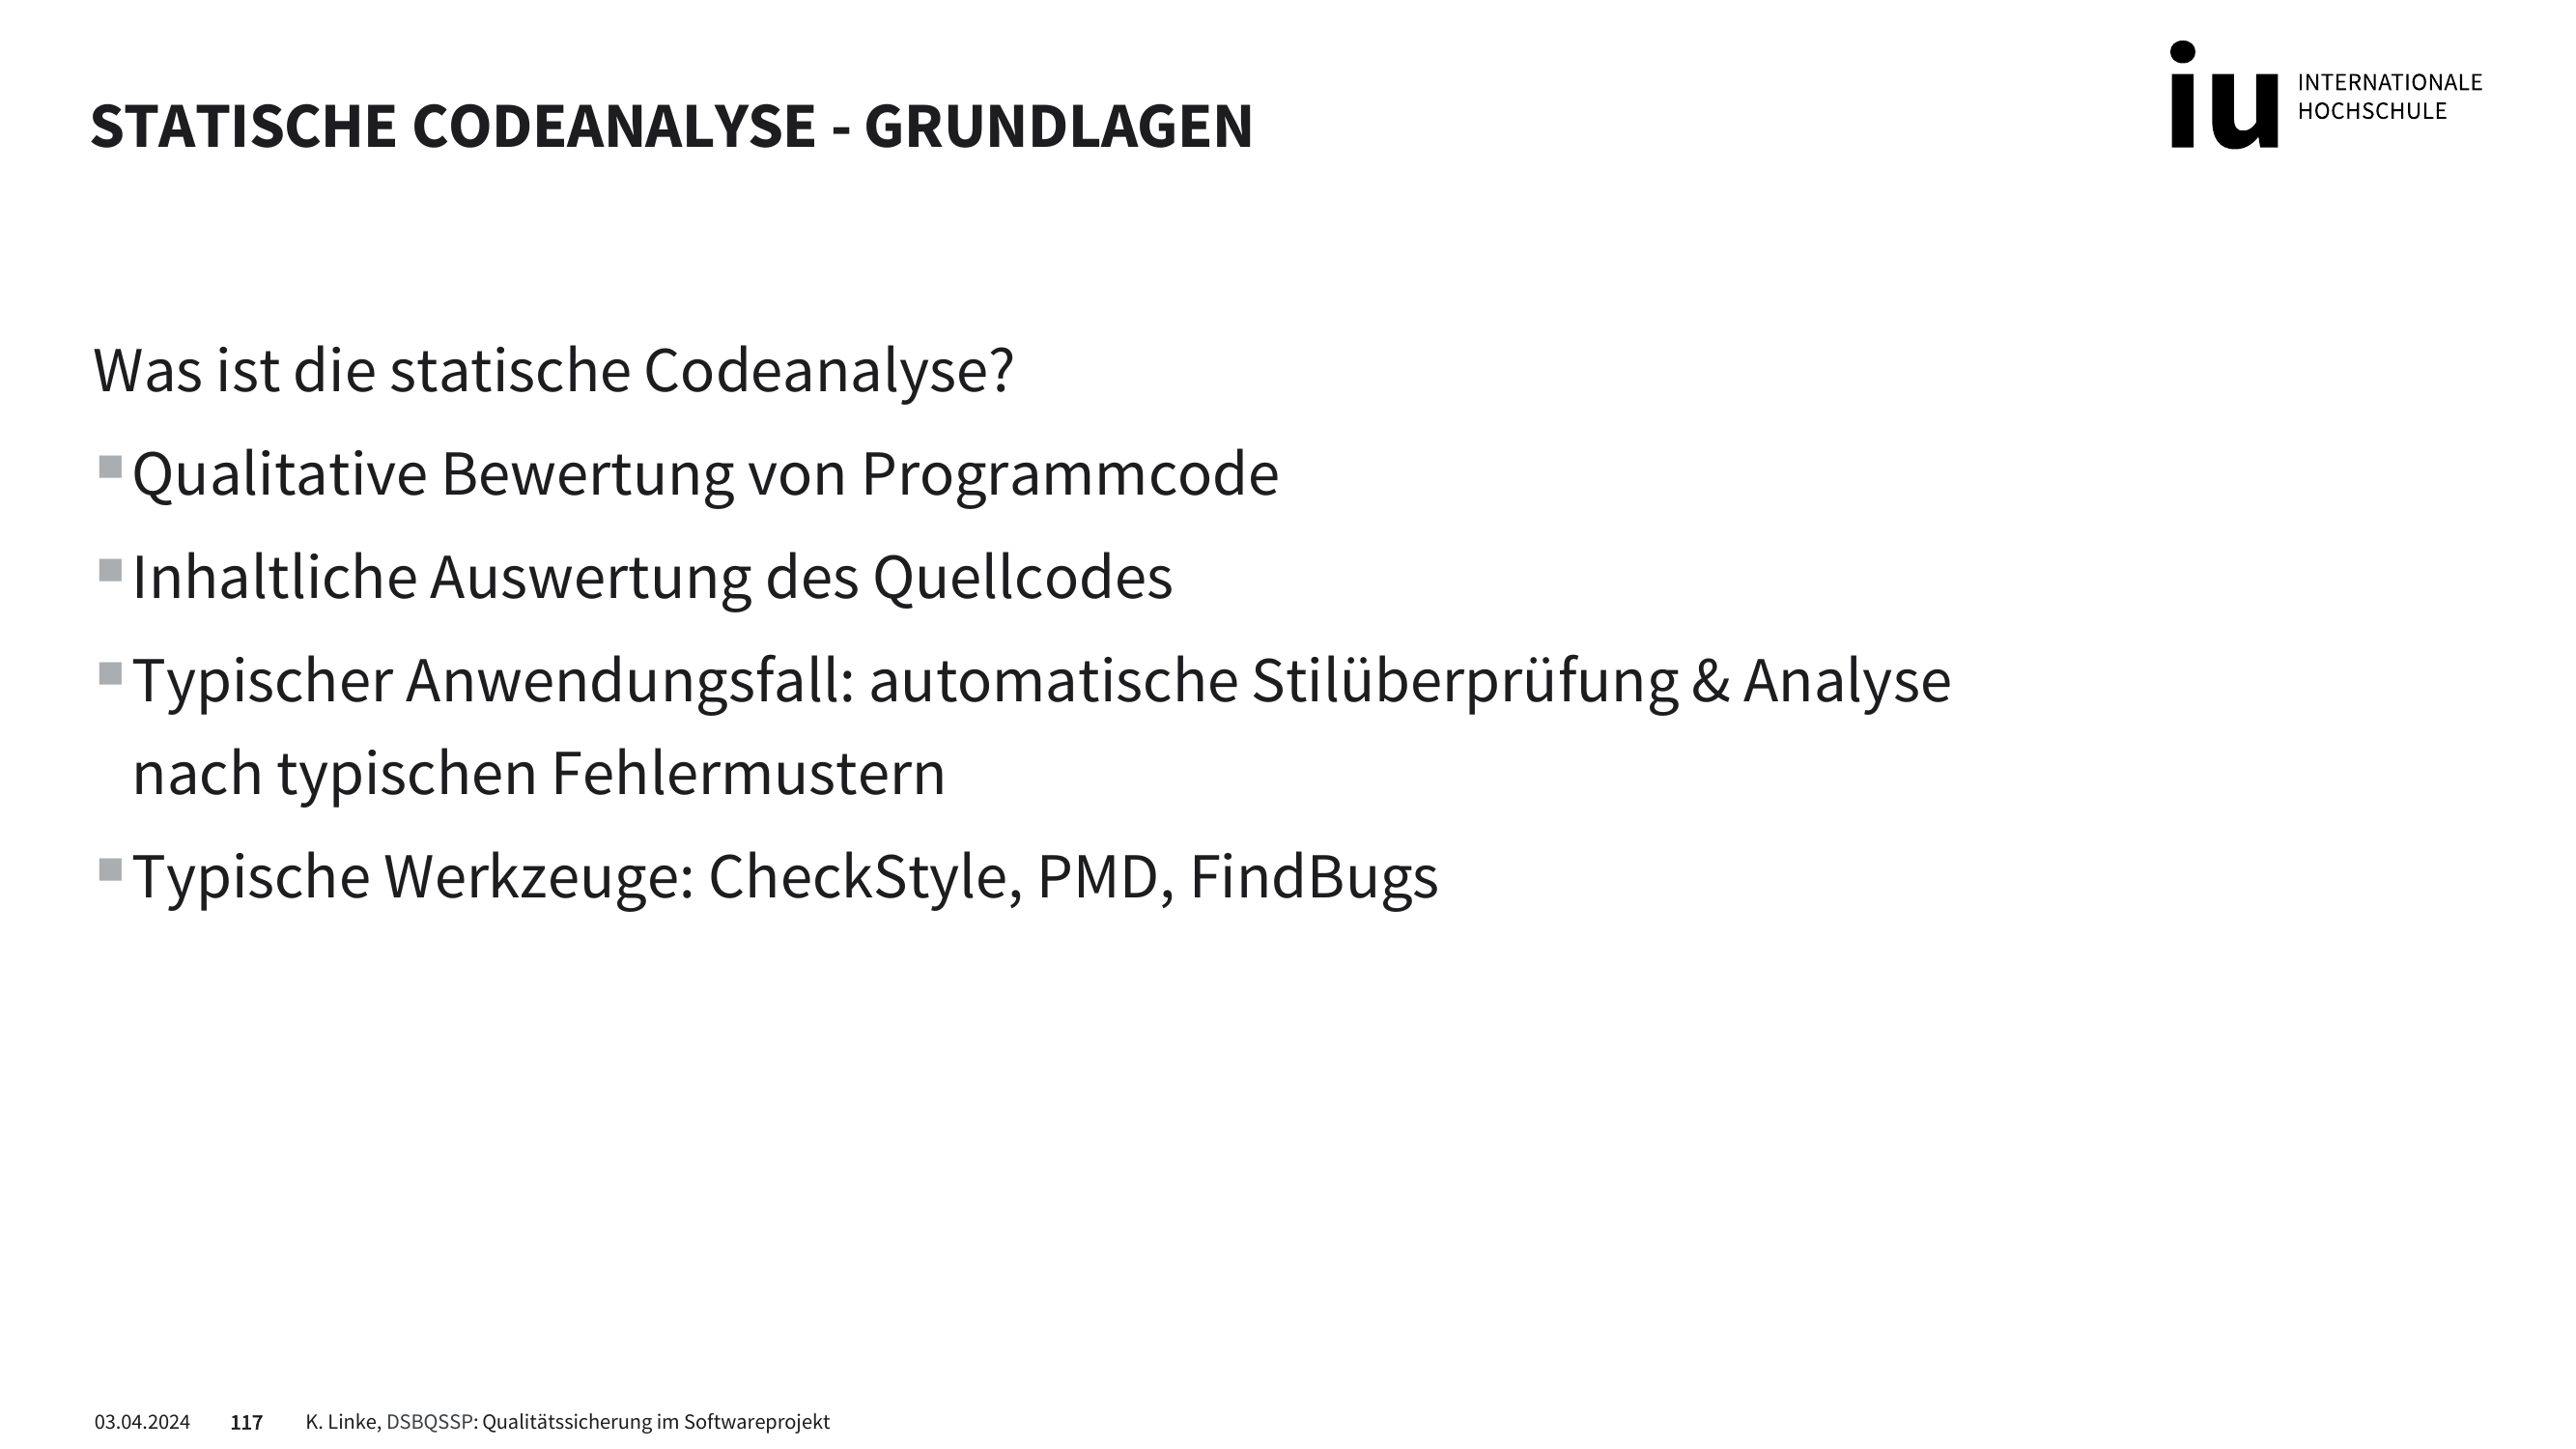 STATISCHE CODEANALYSE - GRUNDLAGEN
iu INTERNATIONALE
HOCHSCHULE
Was ist die statische Codeanalyse?
Qualitative Bewertung von Programmcode
Inhaltliche Auswertung des Quellcodes
Typischer Anwendungsfall: automatische Stilüberprüfung & Analyse
nach typischen Fehlermustern
Typische Werkzeuge: CheckStyle, PMD, FindBugs
03.04.2024 117 K. Linke, DSBQSSP: Qualitätssicherung im Softwareprojekt